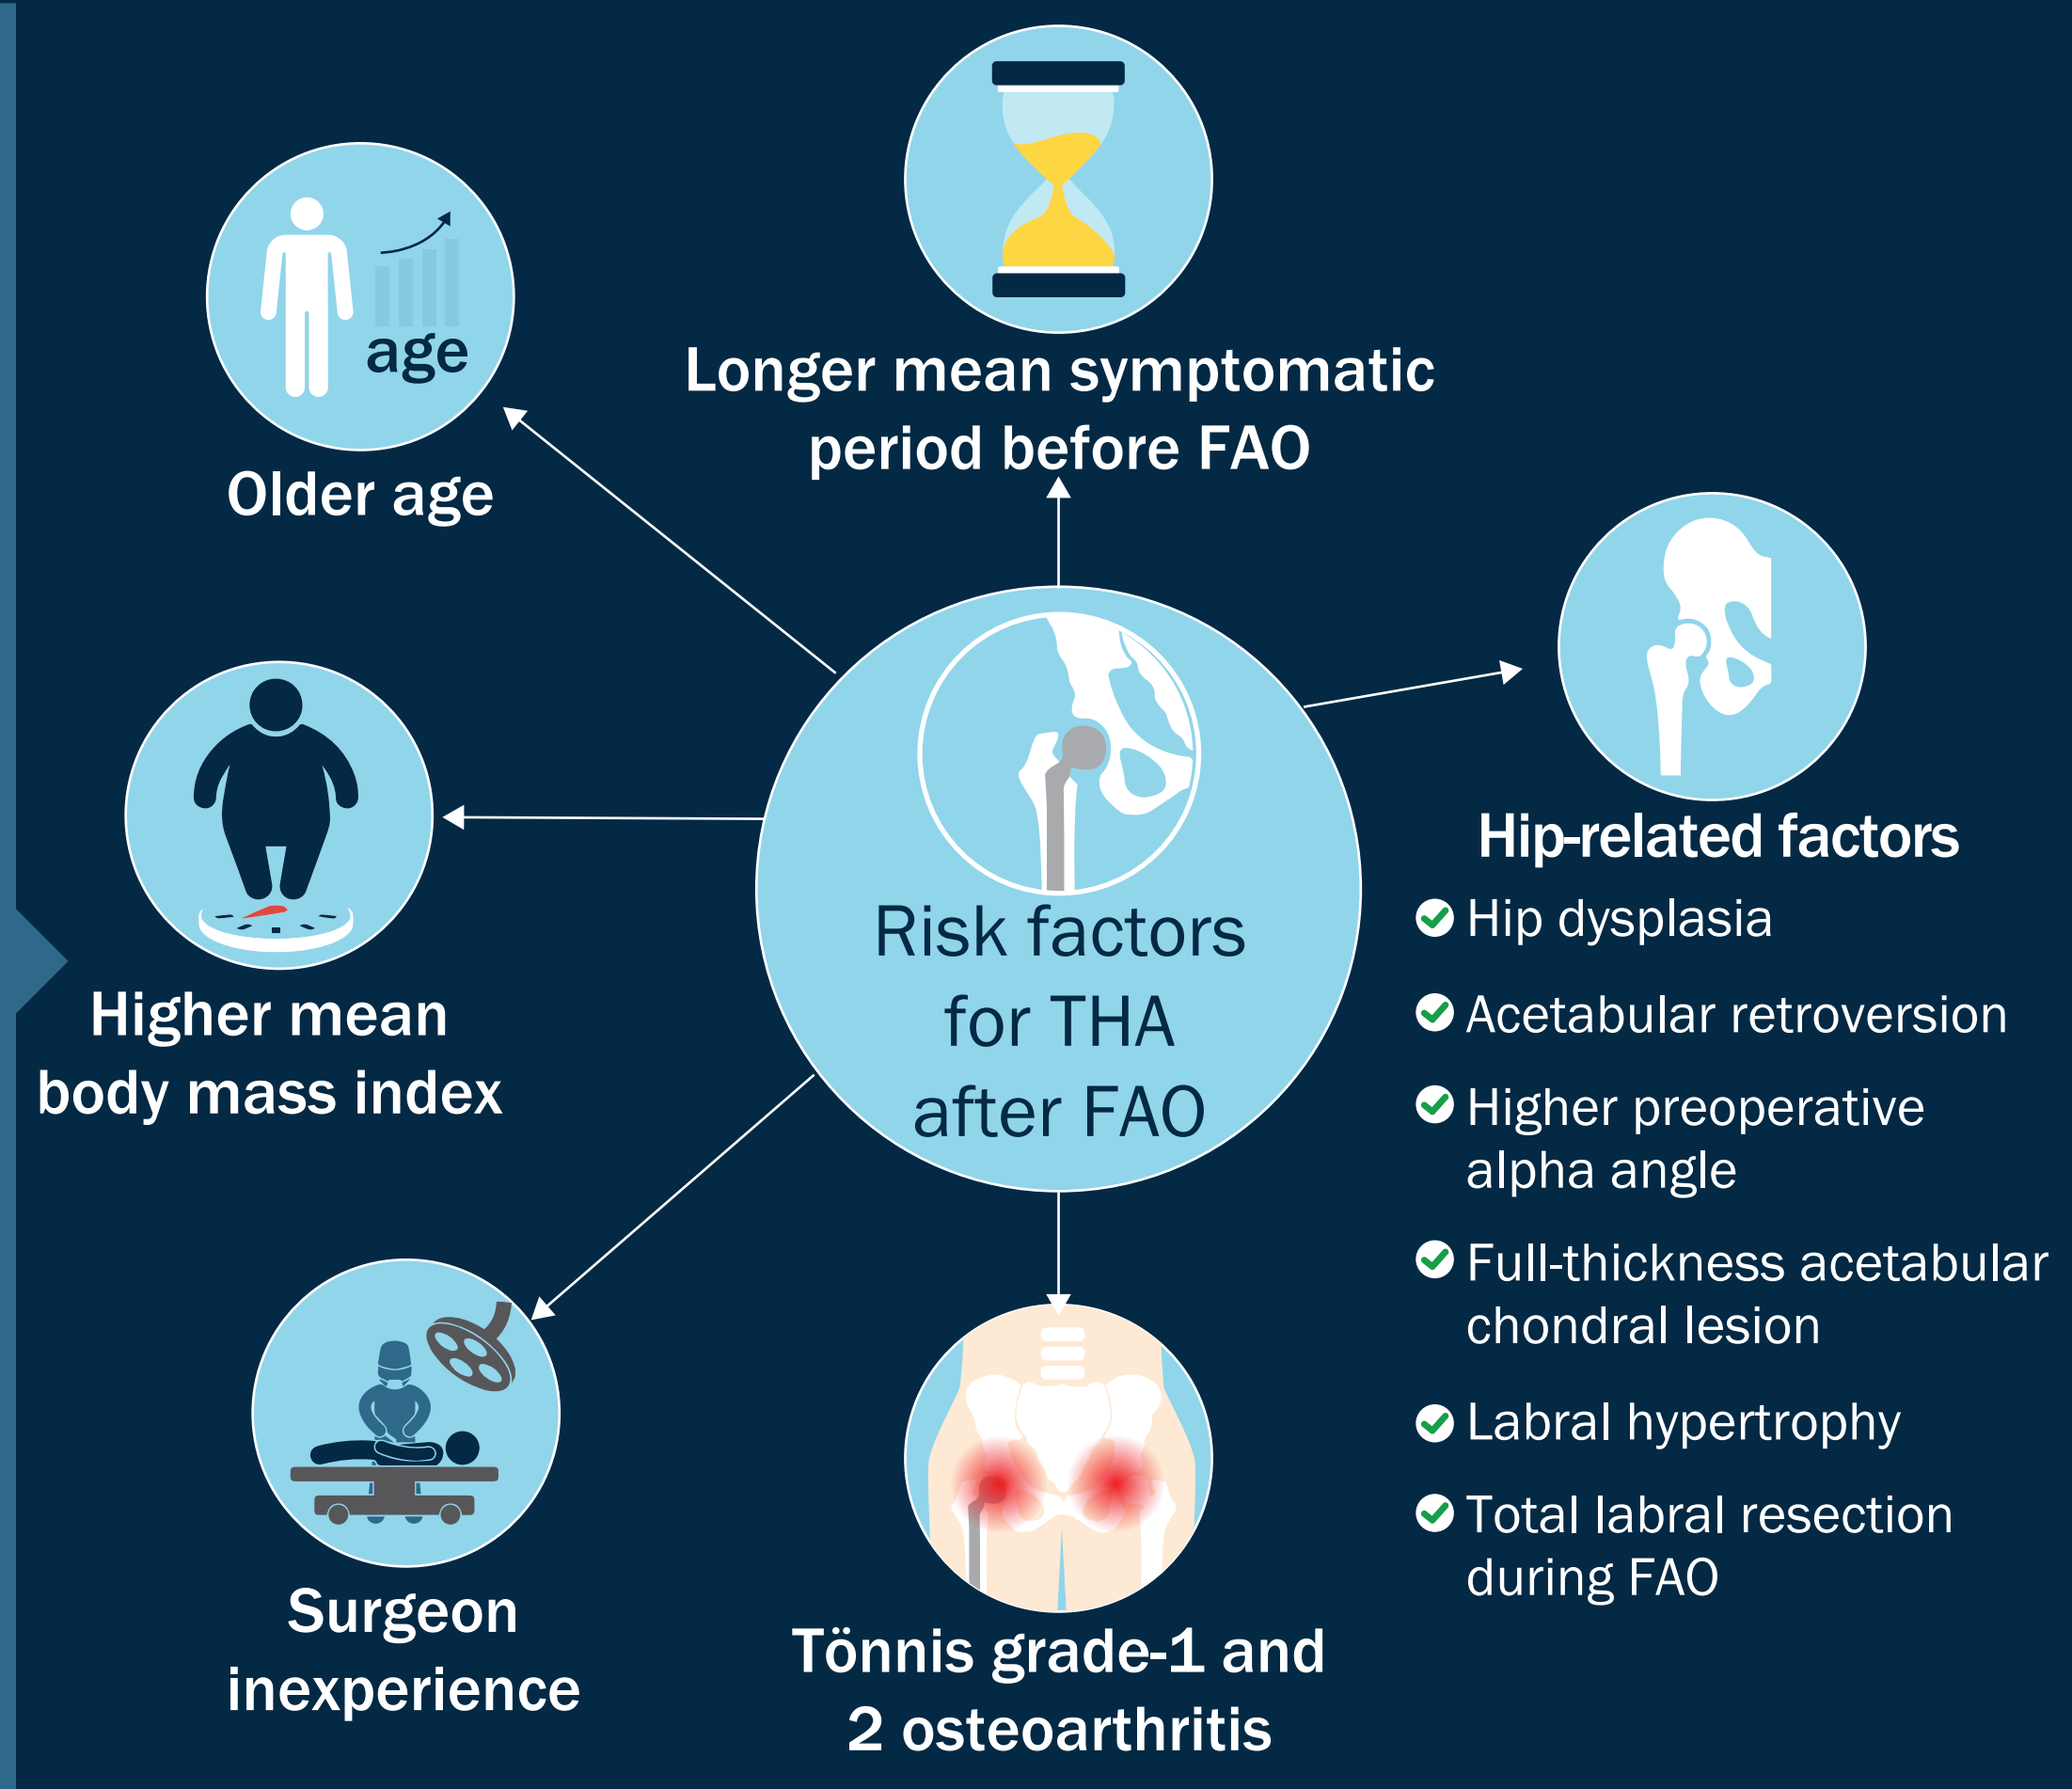 age
Older age
Longer mean symptomatic
period before FAO
Higher mean
body mass index
Risk factors
for THA
after FAO
Hip-related factors
Hip dysplasia
Acetabular retroversion
Higher preoperative
alpha angle
Full-thickness acetabular
chondral lesion
Labral hypertrophy
Total labral resection
during FAO
Surgeon
inexperience
Tönnis grade-1 and
2 osteoarthritis